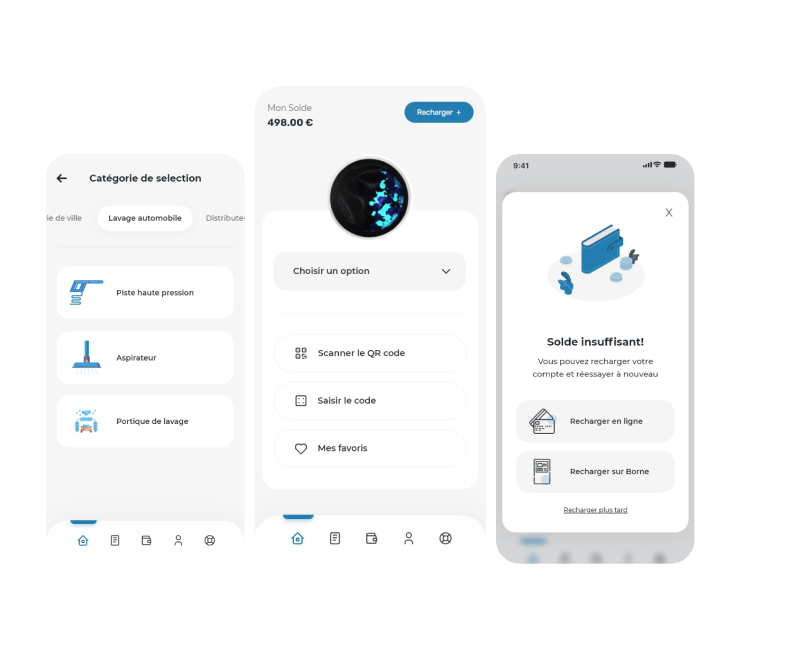 Catégorie de selection
ie de ville
Lavage automobile
Distribute
Piste haute pression
Aspirateur
Portique de lavage
Mon Solde
498.00 €
Recharger +
Choisir un option
Scanner le QR code
Saisir le code
Mes favoris
9:41
X
Solde insuffisant!
Vous pouvez recharger votre
compte et réessayer à nouveau
Recharger en ligne
Recharger sur Borne
Recharger plus tard